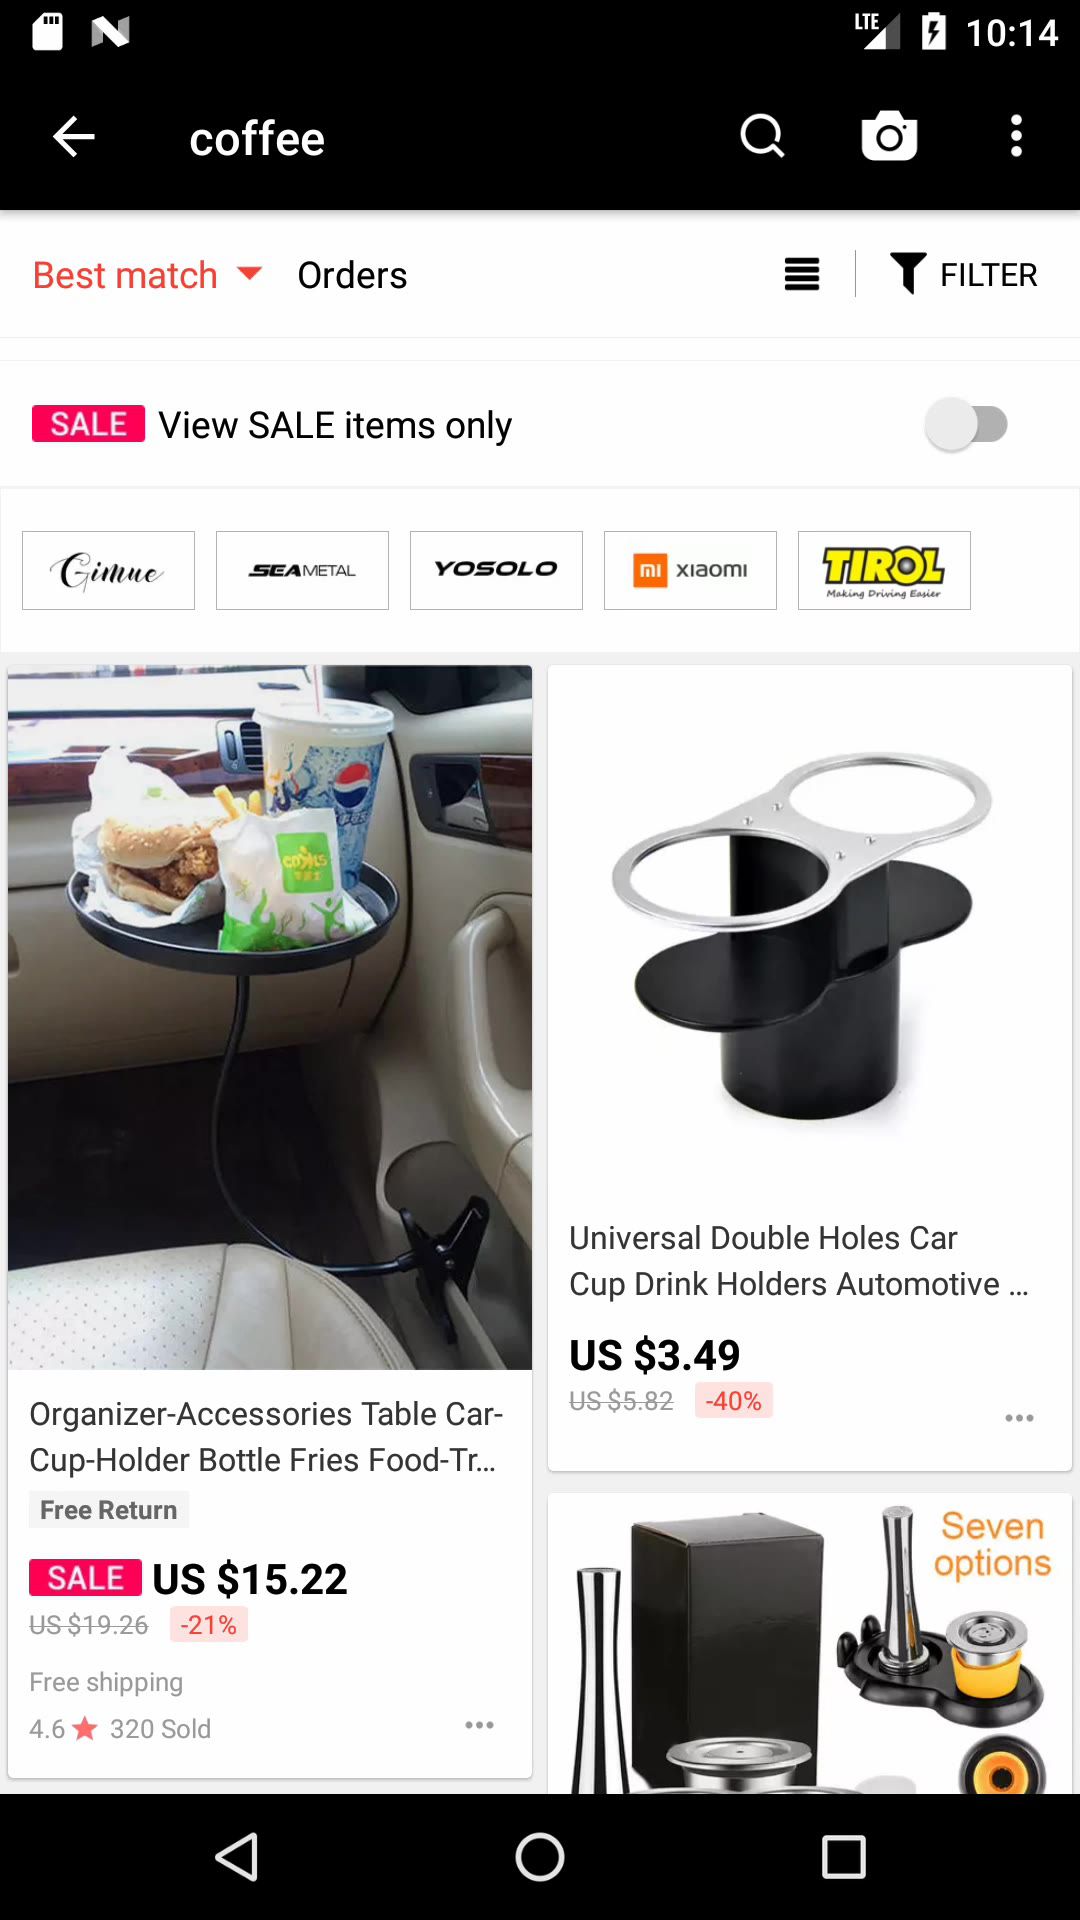 LTE 10:14
coffee
Best match Orders FILTER
SALE View SALE items only
Gimue SEAMETAL YOSOLO mi xiaomi TIROL
Making Driving Easier
Seven
options
Organizer-Accessories Table Car-
Cup-Holder Bottle Fries Food-Tr...
Free Return
SALE US $15.22
US $19.26 -21%
Free shipping
4.6 320 Sold
Universal Double Holes Car
Cup Drink Holders Automotive ...
US $3.49
US $5.82 -40%